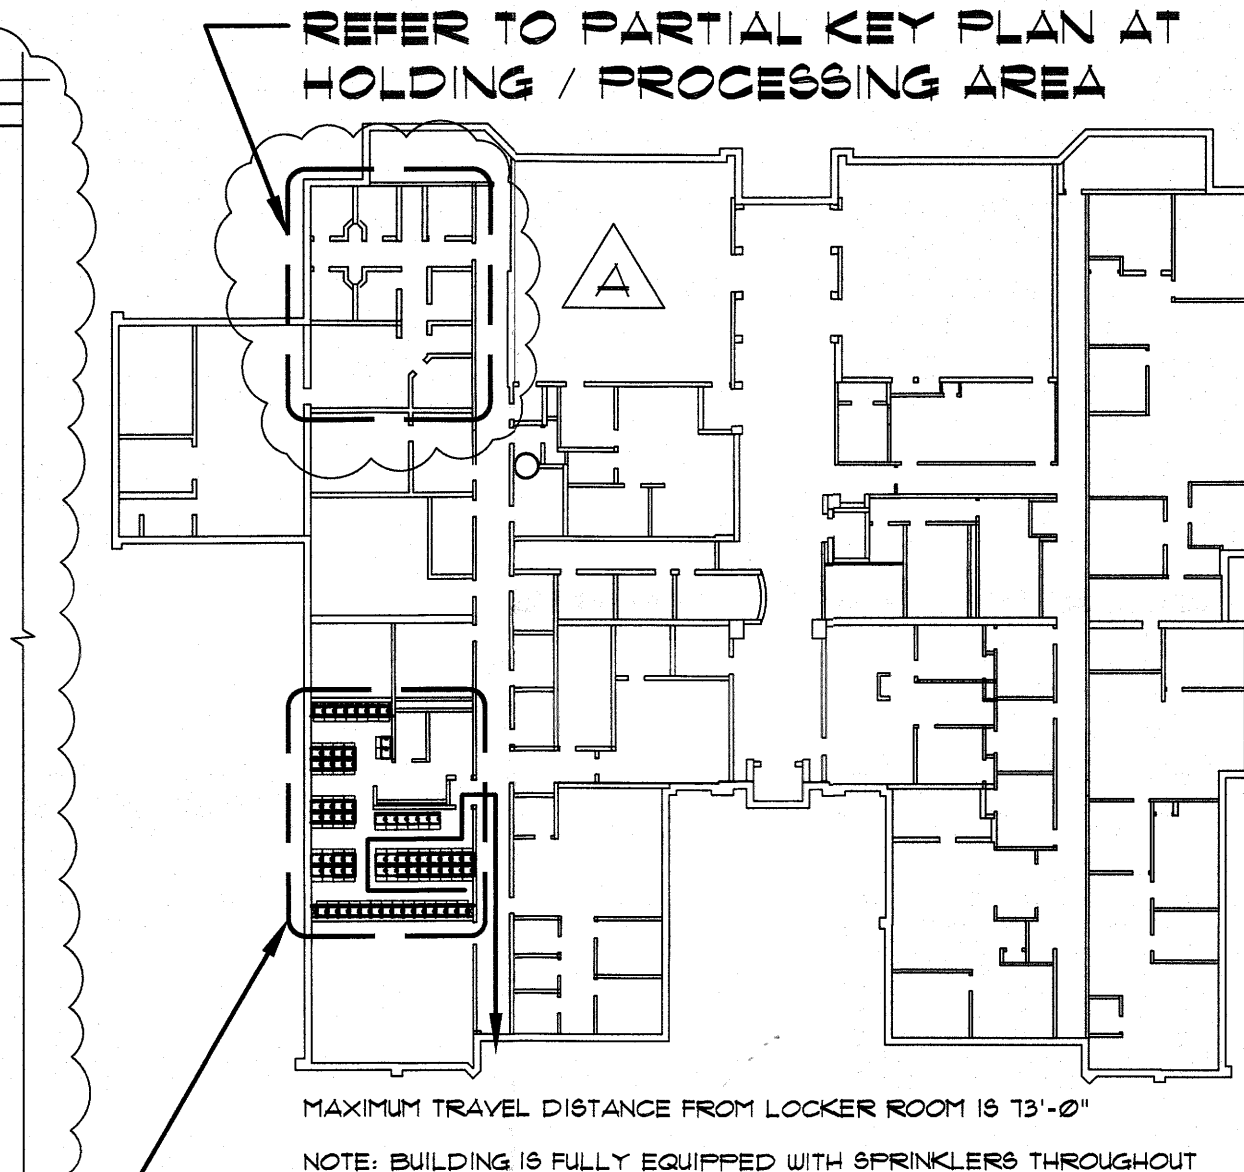 REFER TO PARTIAL KEY PLAN AT
HOLDING / PROCESSING AREA
A
MAXIMUM TRAVEL DISTANCE FROM LOCKER ROOM IS 73'-0"
NOTE: BUILDING IS FULLY EQUIPPED WITH SPRINKLERS THROUGHOUT